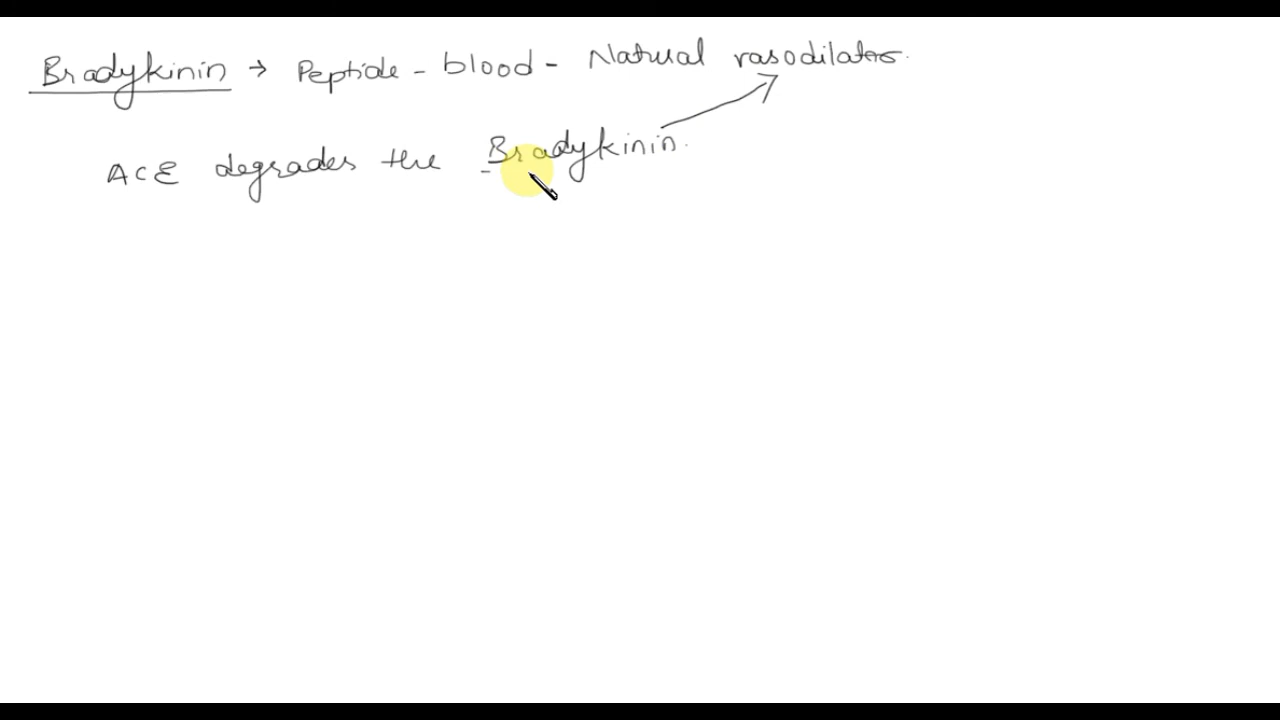 Bradykinin → Peptide - blood - Natural vasodilator.
ACE degrades the Bradykinin.